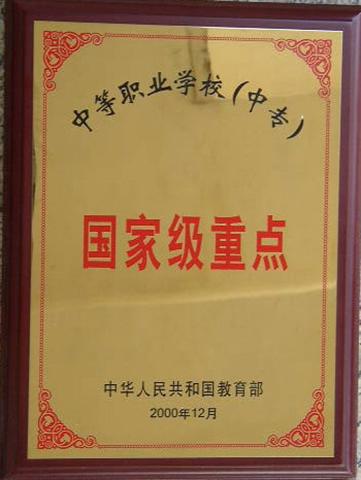 中等职业学校(中专)
国家级重点
中华人民共和国教育部
2000年12月